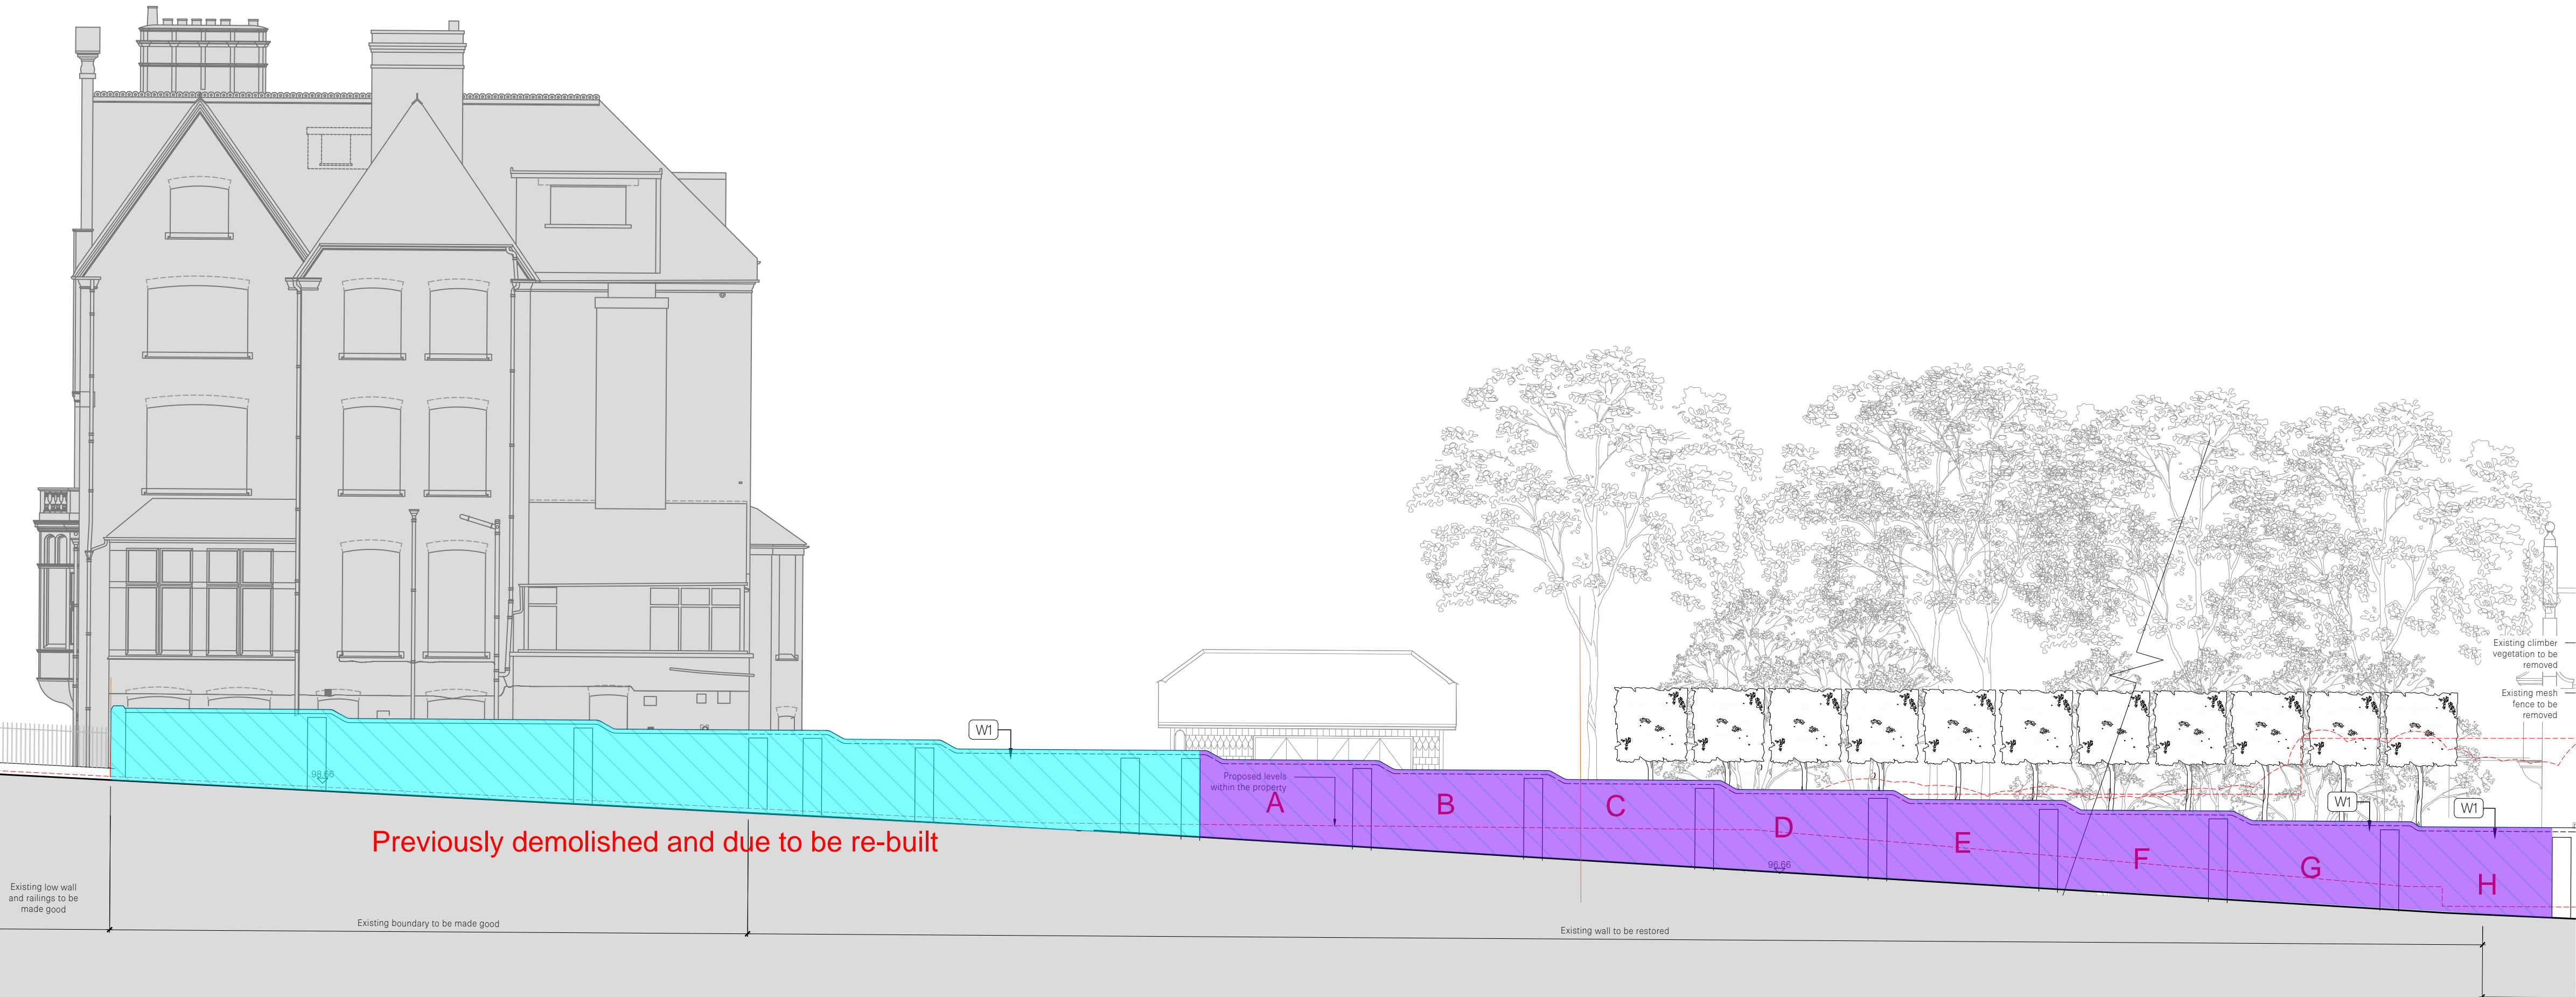 Existing climber
vegetation to be
removed
Existing mesh
fence to be
removed
W1
98.66
Proposed levels
within the property
A
B
C
D
E
F
G
H
W1
W1
96.66
Previously demolished and due to be re-built
Existing low wall
and railings to be
made good
Existing boundary to be made good
Existing wall to be restored